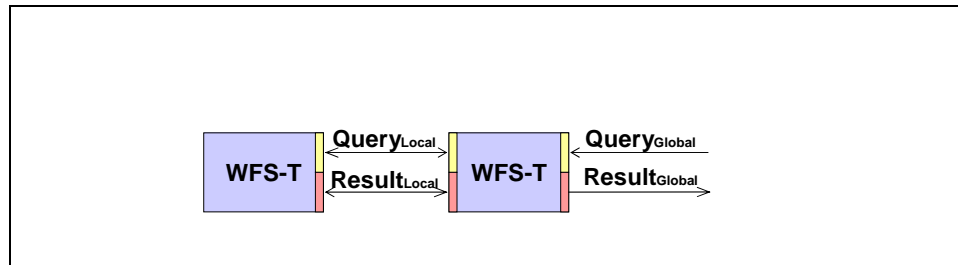 QueryLocal
QueryGlobal
WFS-T
WFS-T
ResultLocal
ResultGlobal